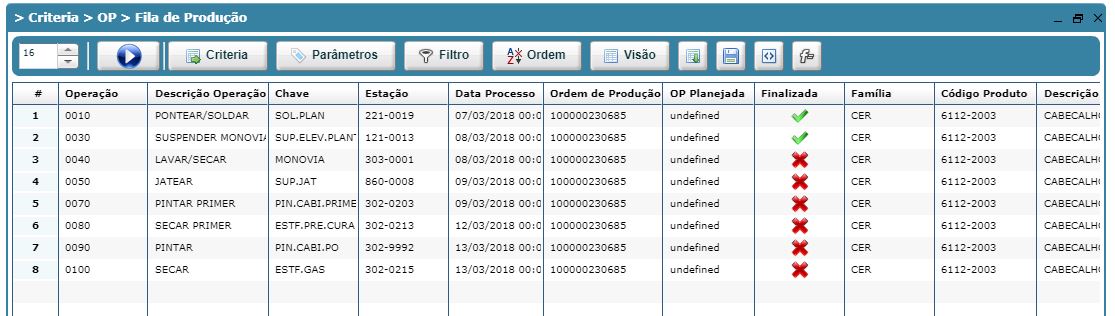 > Criteria > OP > Fila de Produção
16 Criteria Parâmetros Filtro Ordem Visão
# Operação Descrição Operação Chave Estação Data Processo Ordem de Produção OP Planejada Finalizada Família Código Produto Descrição
1 0010 PONTEAR/SOLDAR SOL.PLAN 221-0019 07/03/2018 00:0 100000230685 undefined CER 6112-2003 CABECALHO
2 0030 SUSPENDER MONOVIA SUP.ELEV.PLANT 121-0013 08/03/2018 00:0 100000230685 undefined CER 6112-2003 CABECALHO
3 0040 LAVAR/SECAR MONOVIA 303-0001 08/03/2018 00:0 100000230685 undefined CER 6112-2003 CABECALHO
4 0050 JATEAR SUP.JAT 860-0008 09/03/2018 00:0 100000230685 undefined CER 6112-2003 CABECALHO
5 0070 PINTAR PRIMER PIN.CABI.PRIME 302-0203 09/03/2018 00:0 100000230685 undefined CER 6112-2003 CABECALHO
6 0080 SECAR PRIMER ESTF.PRE.CURA 302-0213 12/03/2018 00:0 100000230685 undefined CER 6112-2003 CABECALHO
7 0090 PINTAR PIN.CABI.PO 302-9992 13/03/2018 00:0 100000230685 undefined CER 6112-2003 CABECALHO
8 0100 SECAR ESTF.GAS 302-0215 13/03/2018 00:0 100000230685 undefined CER 6112-2003 CABECALHO